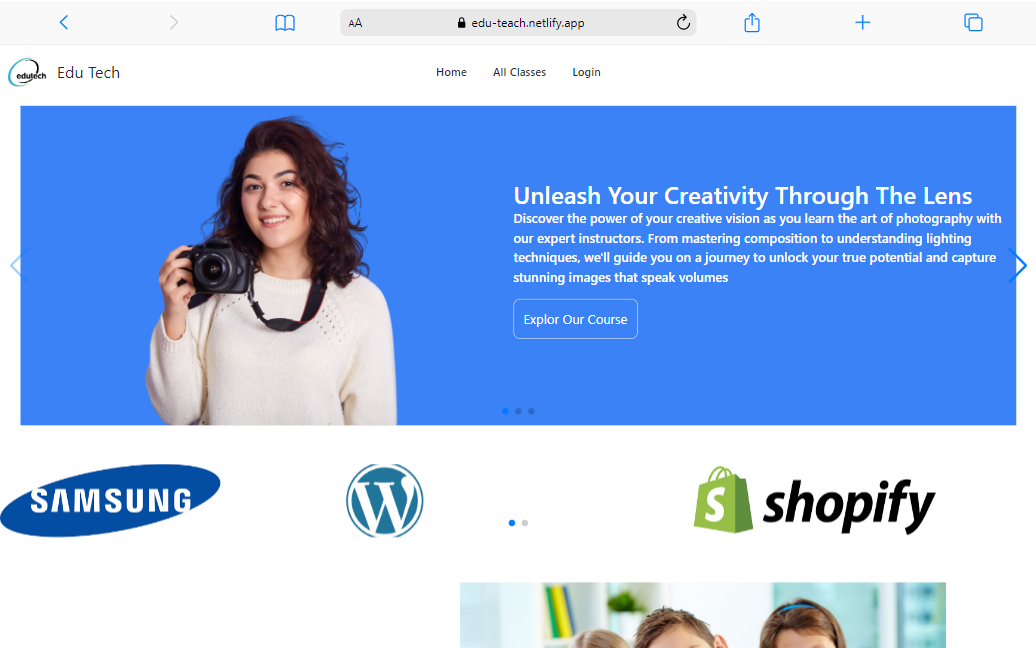 AA edu-teach.netlify.app
edutech Edu Tech Home All Classes Login
Unleash Your Creativity Through The Lens
Discover the power of your creative vision as you learn the art of photography with
our expert instructors. From mastering composition to understanding lighting
techniques, we'll guide you on a journey to unlock your true potential and capture
stunning images that speak volumes
Explor Our Course
SAMSUNG W S shopify